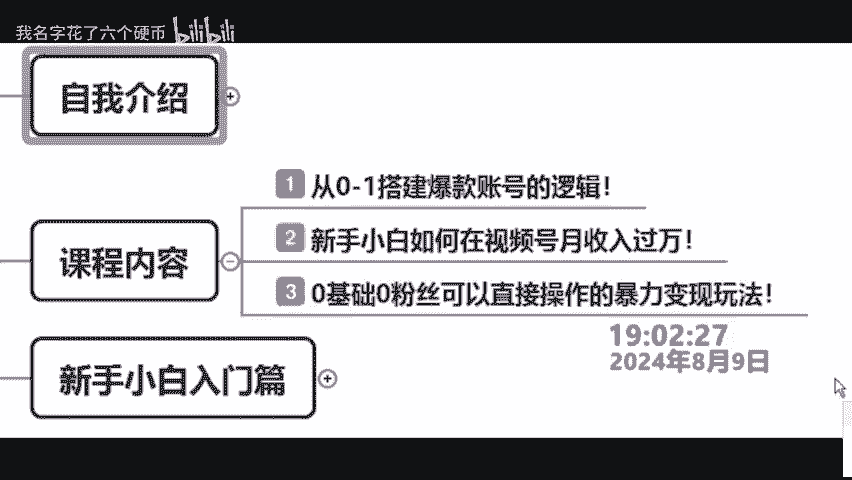 我名字花了六个硬币 bilibili
自我介绍
课程内容
1 从0-1搭建爆款账号的逻辑！
2 新手小白如何在视频号月收入过万！
3 0基础0粉丝可以直接操作的暴力变现玩法！
19:02:27
2024年8月9日
新手小白入门篇